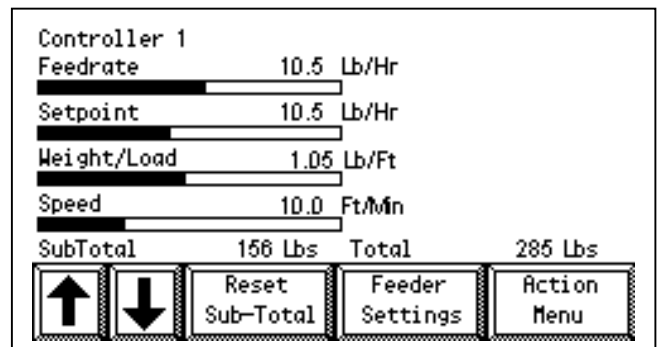 Controller 1
Feedrate 10.5 Lb/Hr
Setpoint 10.5 Lb/Hr
Weight/Load 1.05 Lb/Ft
Speed 10.0 Ft/Min
SubTotal 156 Lbs Total 285 Lbs
Reset Feeder Action
Sub-Total Settings Menu